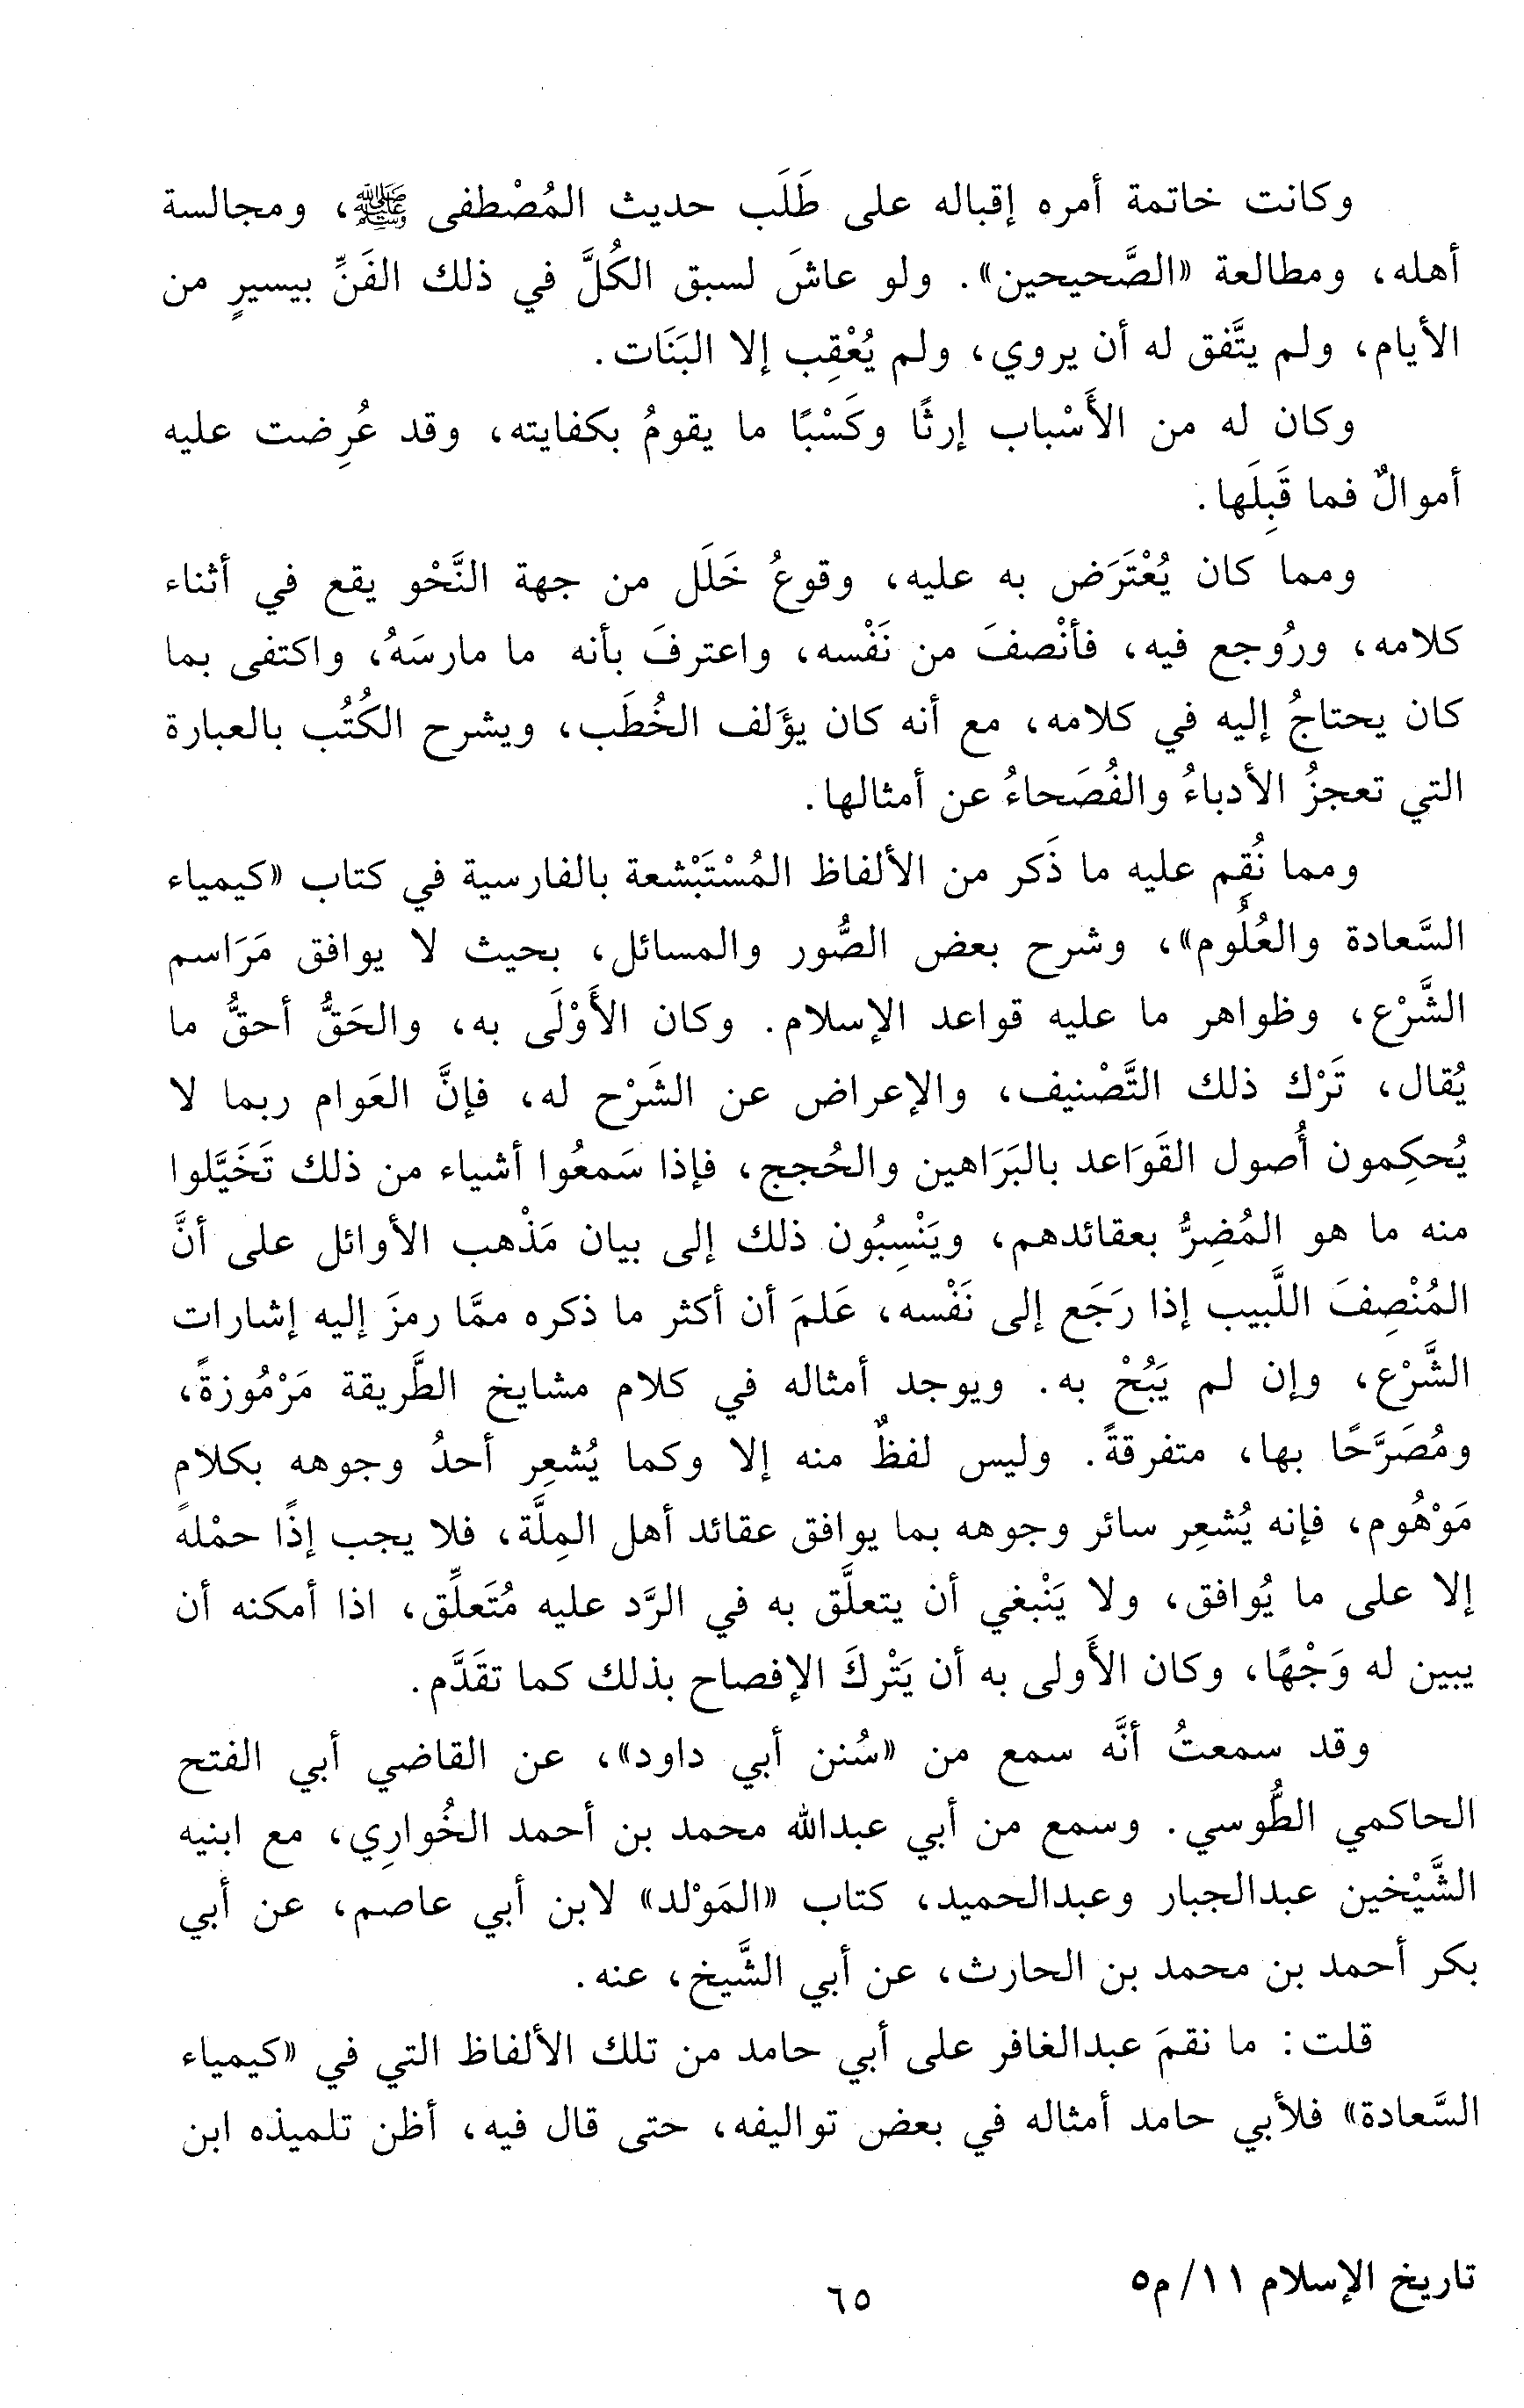 وكانت خاتمة أمره إقباله على طَلَب حديث المُصْطفى ﷺ، ومجالسة
أهله، ومطالعة «الصَّحيحين». ولو عاشَ لسبق الكُلَّ في ذلك الفَنِّ بيسيرٍ من
الأيام، ولم يتَّفق له أن يروي، ولم يُعْقِب إلا البَنَات.
وكان له من الأَسْباب إرثًا وكَسْبًا ما يقومُ بكفايته، وقد عُرِضت عليه
أموالٌ فما قَبِلَها.
ومما كان يُعْتَرَض به عليه، وقوعُ خَلَل من جهة النَّحْو يقع في أثناء
كلامه، ورُوجع فيه، فأنْصفَ من نَفْسه، واعترفَ بأنه ما مارسَهُ، واكتفى بما
كان يحتاجُ إليه في كلامه، مع أنه كان يؤَلف الخُطَب، ويشرح الكُتُب بالعبارة
التي تعجزُ الأدباءُ والفُصَحاءُ عن أمثالها.
ومما نُقِم عليه ما ذَكر من الألفاظ المُسْتَبْشعة بالفارسية في كتاب «كيمياء
السَّعادة والعُلُوم»، وشرح بعض الصُّور والمسائل، بحيث لا يوافق مَرَاسم
الشَّرْع، وظواهر ما عليه قواعد الإسلام. وكان الأَوْلَى به، والحَقُّ أحقُّ ما
يُقال، تَرْك ذلك التَّصْنيف، والإعراض عن الشَرْح له، فإنَّ العَوام ربما لا
يُحكِمون أُصول القَوَاعد بالبَرَاهين والحُجج، فإذا سَمعُوا أشياء من ذلك تَخَيَّلوا
منه ما هو المُضِرُّ بعقائدهم، ويَنْسِبُون ذلك إلى بيان مَذْهب الأوائل على أنَّ
المُنْصِفَ اللَّبيب إذا رَجَع إلى نَفْسه، عَلمَ أن أكثر ما ذكره ممَّا رمزَ إليه إشارات
الشَّرْع، وإن لم يَبُحْ به. ويوجد أمثاله في كلام مشايخ الطَّريقة مَرْمُوزةً،
ومُصَرَّحًا بها، متفرقةً. وليس لفظٌ منه إلا وكما يُشعِر أحدُ وجوهه بكلام
مَوْهُوم، فإنه يُشعِر سائر وجوهه بما يوافق عقائد أهل المِلَّة، فلا يجب إذًا حمْلهً
إلا على ما يُوافق، ولا يَنْبغي أن يتعلَّق به في الرَّد عليه مُتَعلِّق، اذا أمكنه أن
يبين له وَجْهًا، وكان الأَولى به أن يَتْركَ الإفصاح بذلك كما تقَدَّم.
وقد سمعتُ أنَّه سمع من «سُنن أبي داود»، عن القاضي أبي الفتح
الحاكمي الطُّوسي. وسمع من أبي عبدالله محمد بن أحمد الخُوارِي، مع ابنيه
الشَّيْخين عبدالجبار وعبدالحميد، كتاب «المَوْلد» لابن أبي عاصم، عن أبي
بكر أحمد بن محمد بن الحارث، عن أبي الشَّيخ، عنه.
قلت: ما نقمَ عبدالغافر على أبي حامد من تلك الألفاظ التي في «كيمياء
السَّعادة» فلأبي حامد أمثاله في بعض تواليفه، حتى قال فيه، أظن تلميذه ابن
تاريخ الإسلام ١١/ م٥
٦٥